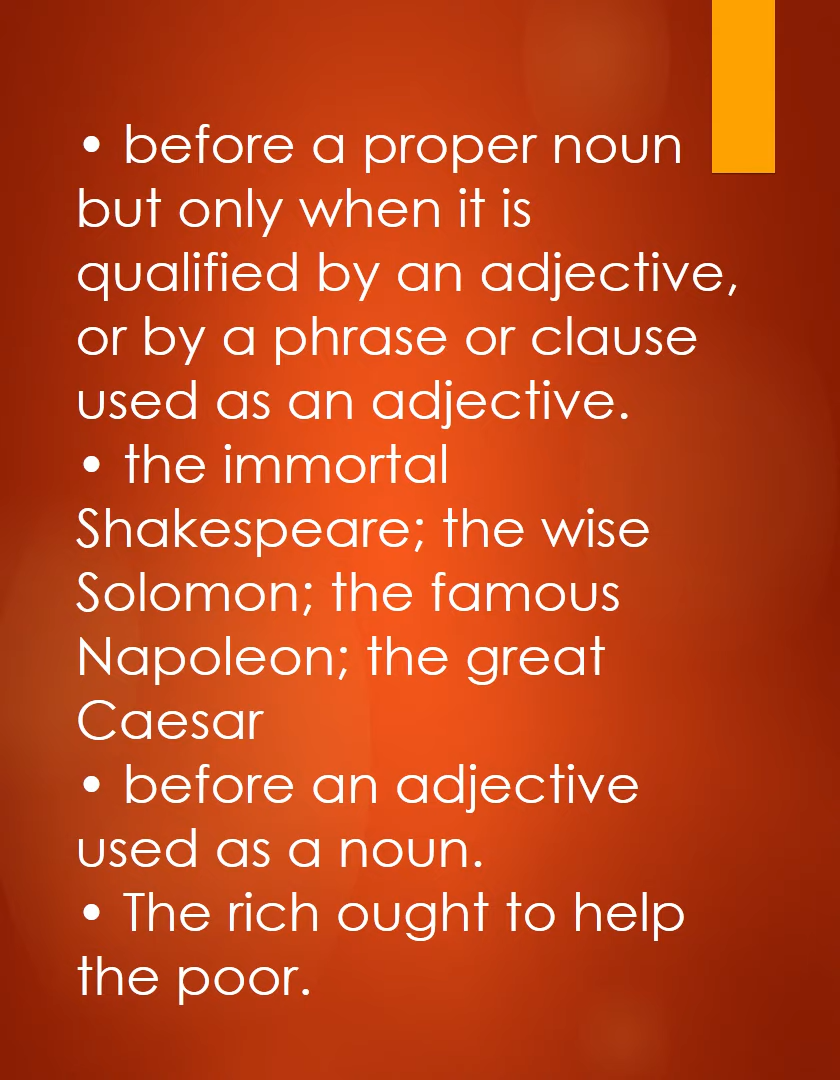 • before a proper noun
but only when it is
qualified by an adjective,
or by a phrase or clause
used as an adjective.
• the immortal
Shakespeare; the wise
Solomon; the famous
Napoleon; the great
Caesar
• before an adjective
used as a noun.
• The rich ought to help
the poor.